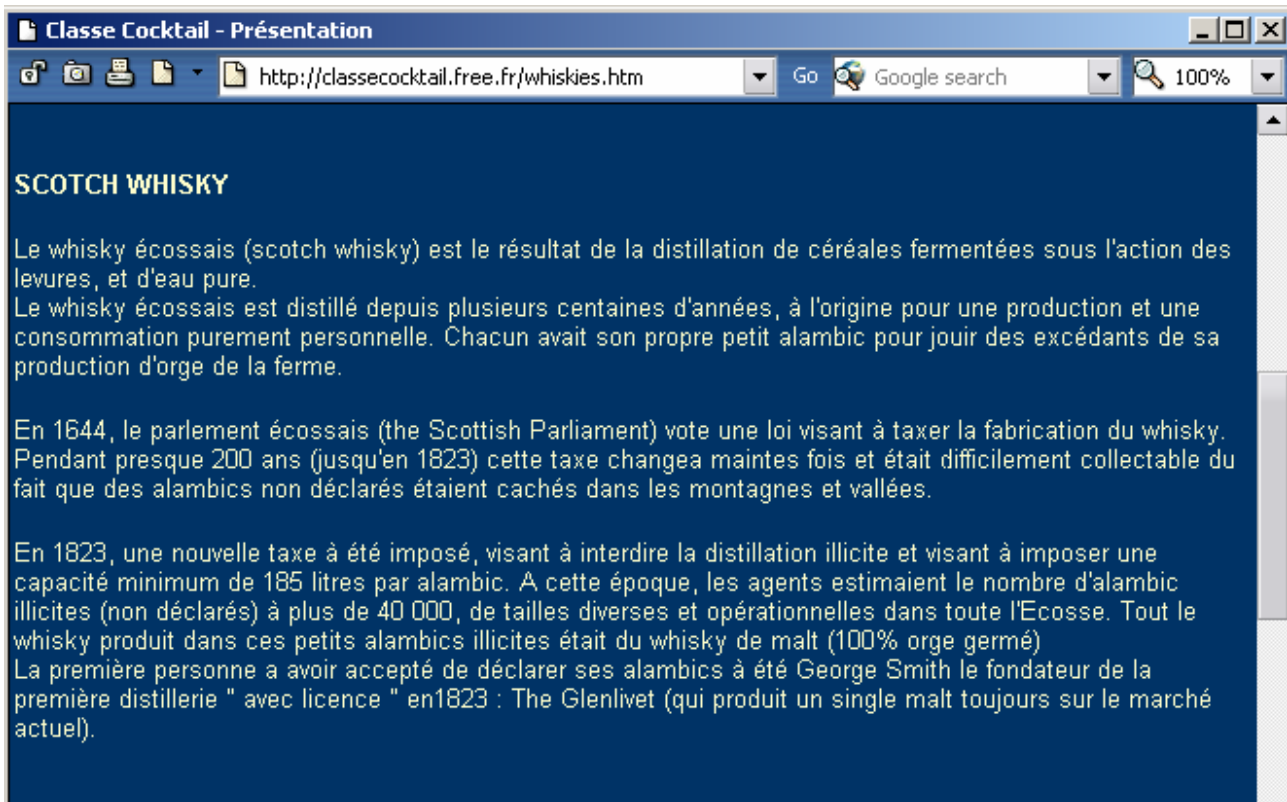 Classe Cocktail - Présentation
http://classecocktail.free.fr/whiskies.htm Go Google search 100%
SCOTCH WHISKY
Le whisky écossais (scotch whisky) est le résultat de la distillation de céréales fermentées sous l'action des
levures, et d'eau pure.
Le whisky écossais est distillé depuis plusieurs centaines d'années, à l'origine pour une production et une
consommation purement personnelle. Chacun avait son propre petit alambic pour jouir des excédants de sa
production d'orge de la ferme.
En 1644, le parlement écossais (the Scottish Parliament) vote une loi visant à taxer la fabrication du whisky.
Pendant presque 200 ans (jusqu'en 1823) cette taxe changea maintes fois et était difficilement collectable du
fait que des alambics non déclarés étaient cachés dans les montagnes et vallées.
En 1823, une nouvelle taxe à été imposé, visant à interdire la distillation illicite et visant à imposer une
capacité minimum de 185 litres par alambic. A cette époque, les agents estimaient le nombre d'alambic
illicites (non déclarés) à plus de 40 000, de tailles diverses et opérationnelles dans toute l'Ecosse. Tout le
whisky produit dans ces petits alambics illicites était du whisky de malt (100% orge germé)
La première personne a avoir accepté de déclarer ses alambics à été George Smith le fondateur de la
première distillerie " avec licence " en1823 : The Glenlivet (qui produit un single malt toujours sur le marché
actuel).